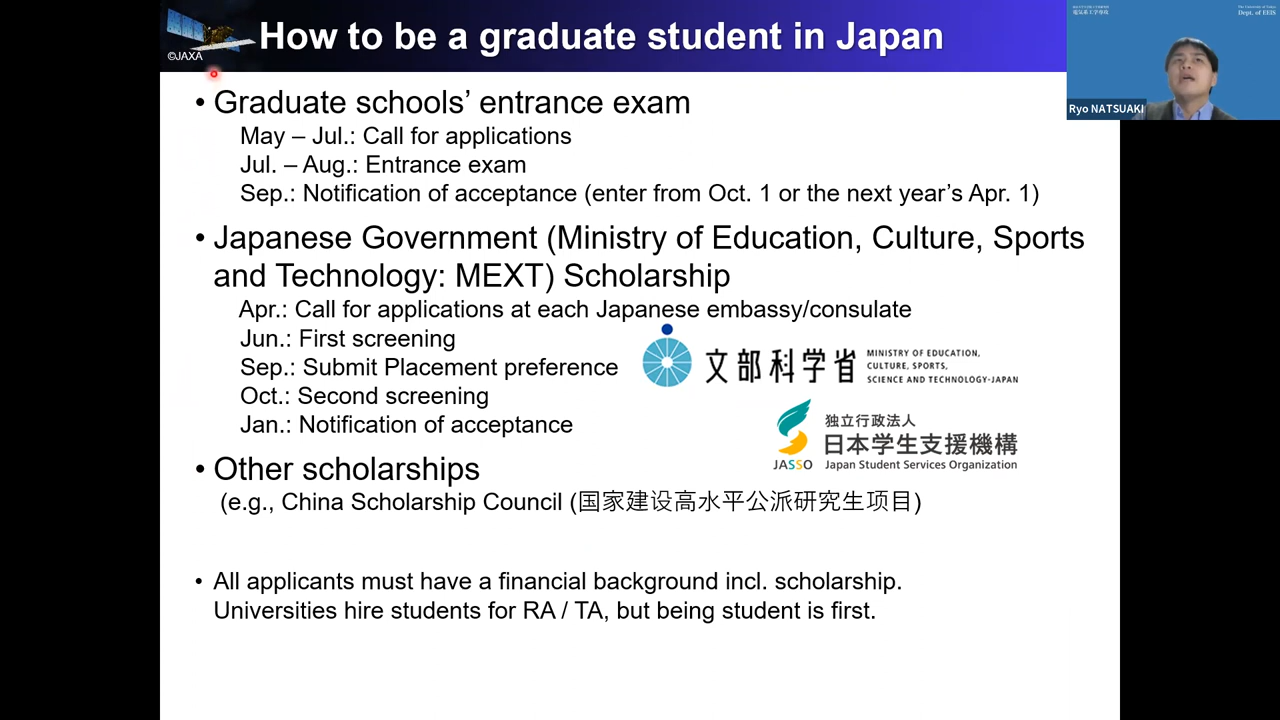 ©JAXA
How to be a graduate student in Japan
Dept. of EEIS
Ryo NATSUAKI
• Graduate schools’ entrance exam
May – Jul.: Call for applications
Jul. – Aug.: Entrance exam
Sep.: Notification of acceptance (enter from Oct. 1 or the next year’s Apr. 1)
• Japanese Government (Ministry of Education, Culture, Sports
and Technology: MEXT) Scholarship
Apr.: Call for applications at each Japanese embassy/consulate
Jun.: First screening
Sep.: Submit Placement preference
Oct.: Second screening
Jan.: Notification of acceptance
文部科学省
MINISTRY OF EDUCATION,
CULTURE, SPORTS,
SCIENCE AND TECHNOLOGY-JAPAN
JASSO
独立行政法人
日本学生支援機構
Japan Student Services Organization
• Other scholarships
(e.g., China Scholarship Council (国家建设高水平公派研究生项目)
• All applicants must have a financial background incl. scholarship.
Universities hire students for RA / TA, but being student is first.